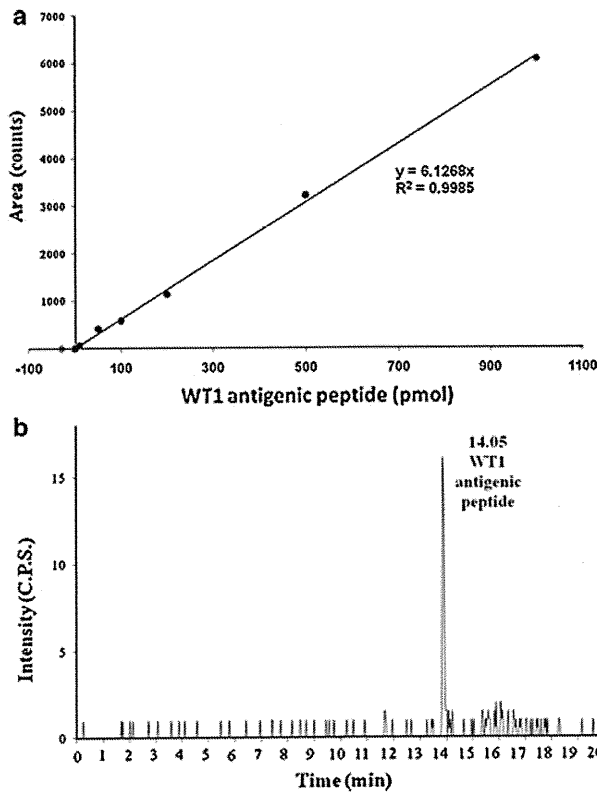 a
7000
6000
5000
4000
3000
2000
1000
Area (counts)
y = 6.1268x
R² = 0.9985
-100 100 300 500 700 900 1100
WT1 antigenic peptide (pmol)
b
15
10
5
0
Intensity (C.P.S.)
14.05
WT1
antigenic
peptide
0 1 2 3 4 5 6 7 8 9 10 11 12 13 14 15 16 17 18 19 20
Time (min)